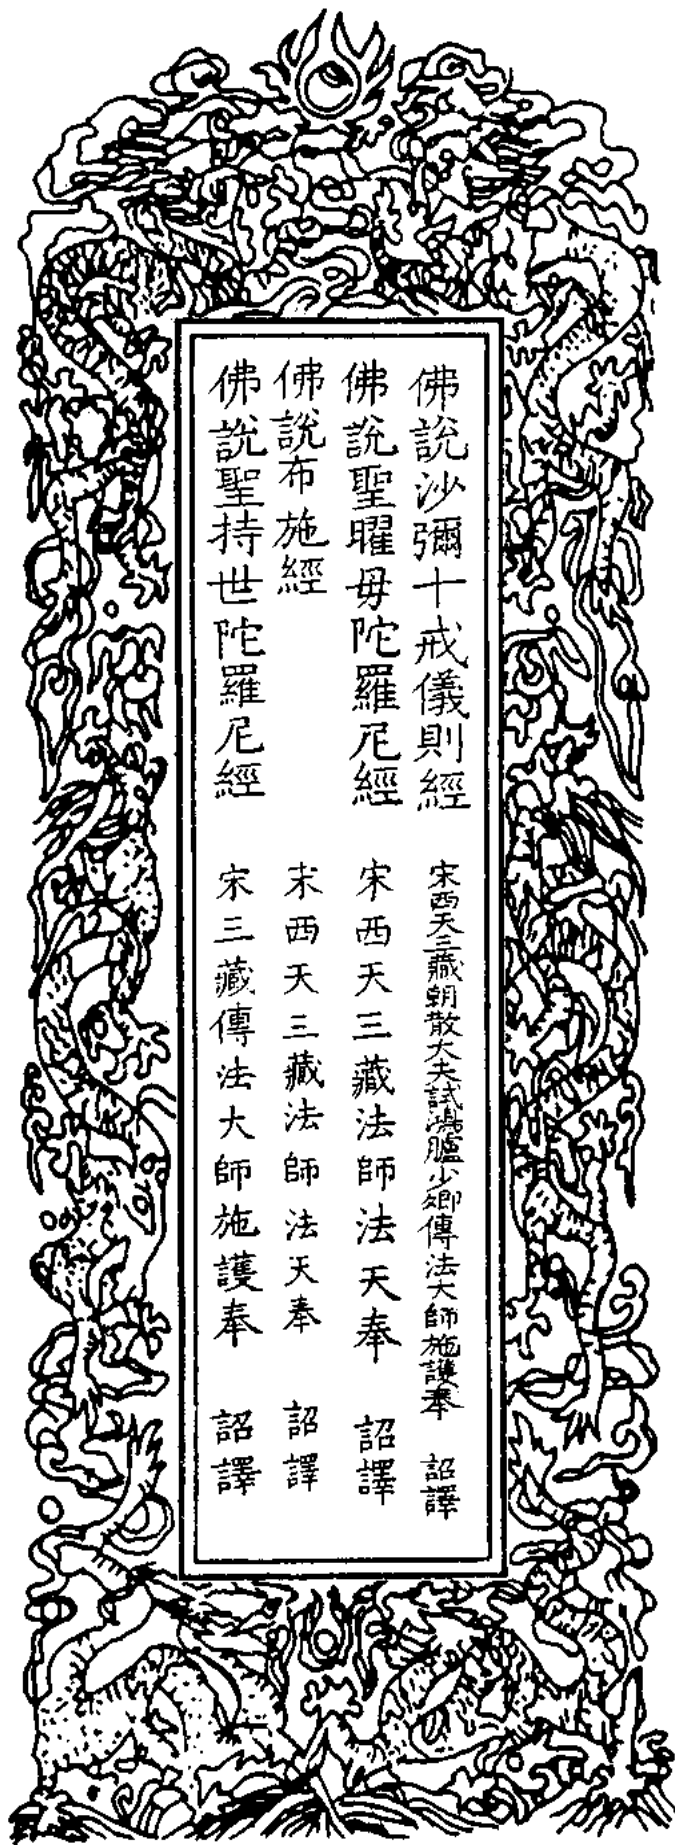 佛說沙彌十戒儀則經 宋西天三藏朝散大夫試鴻臚少卿傳法大師施護奉 詔譯
佛說聖曜母陀羅尼經 宋西天三藏法師法天奉 詔譯
佛說布施經 宋西天三藏法師法天奉 詔譯
佛說聖持世陀羅尼經 宋三藏傳法大師施護奉 詔譯